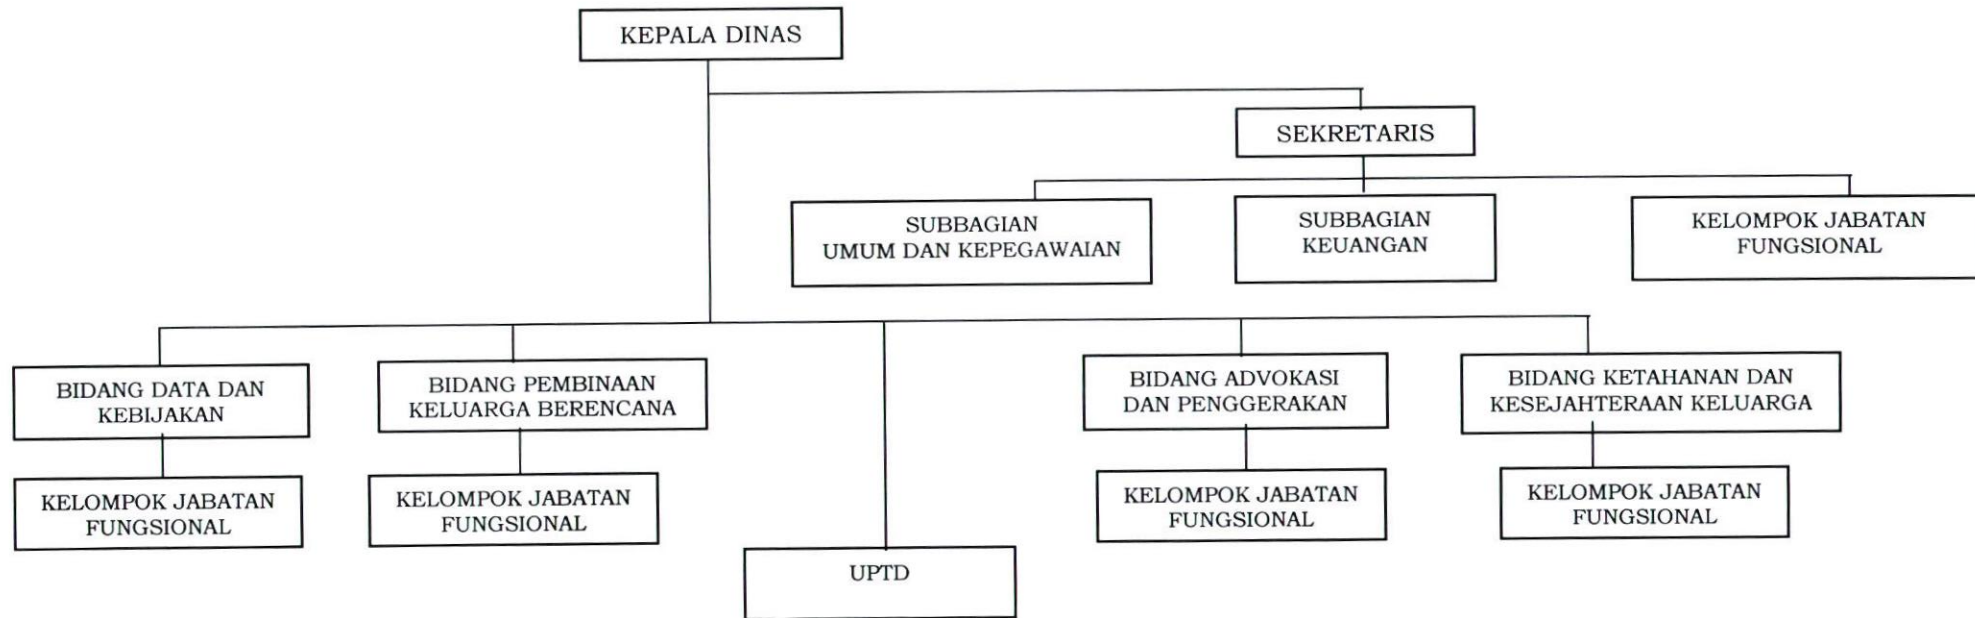 KEPALA DINAS
SEKRETARIS
SUBBAGIAN
UMUM DAN KEPEGAWAIAN
SUBBAGIAN
KEUANGAN
KELOMPOK JABATAN
FUNGSIONAL
BIDANG DATA DAN
KEBIJAKAN
BIDANG PEMBINAAN
KELUARGA BERENCANA
BIDANG ADVOKASI
DAN PENGGERAKAN
BIDANG KETAHANAN DAN
KESEJAHTERAAN KELUARGA
KELOMPOK JABATAN
FUNGSIONAL
KELOMPOK JABATAN
FUNGSIONAL
KELOMPOK JABATAN
FUNGSIONAL
KELOMPOK JABATAN
FUNGSIONAL
UPTD